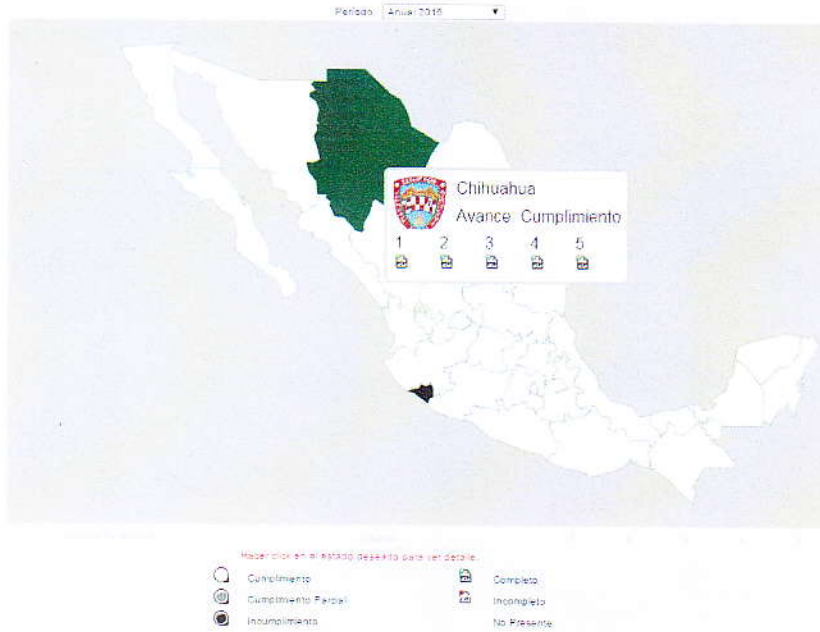 Período Anual 2016
Chihuahua
Avance Cumplimiento
1 2 3 4 5
Hacer click en el estado deseado para ver detalle.
Cumplimiento
Completo
Cumplimiento Parcial
Incompleto
Incumplimiento
No Presente